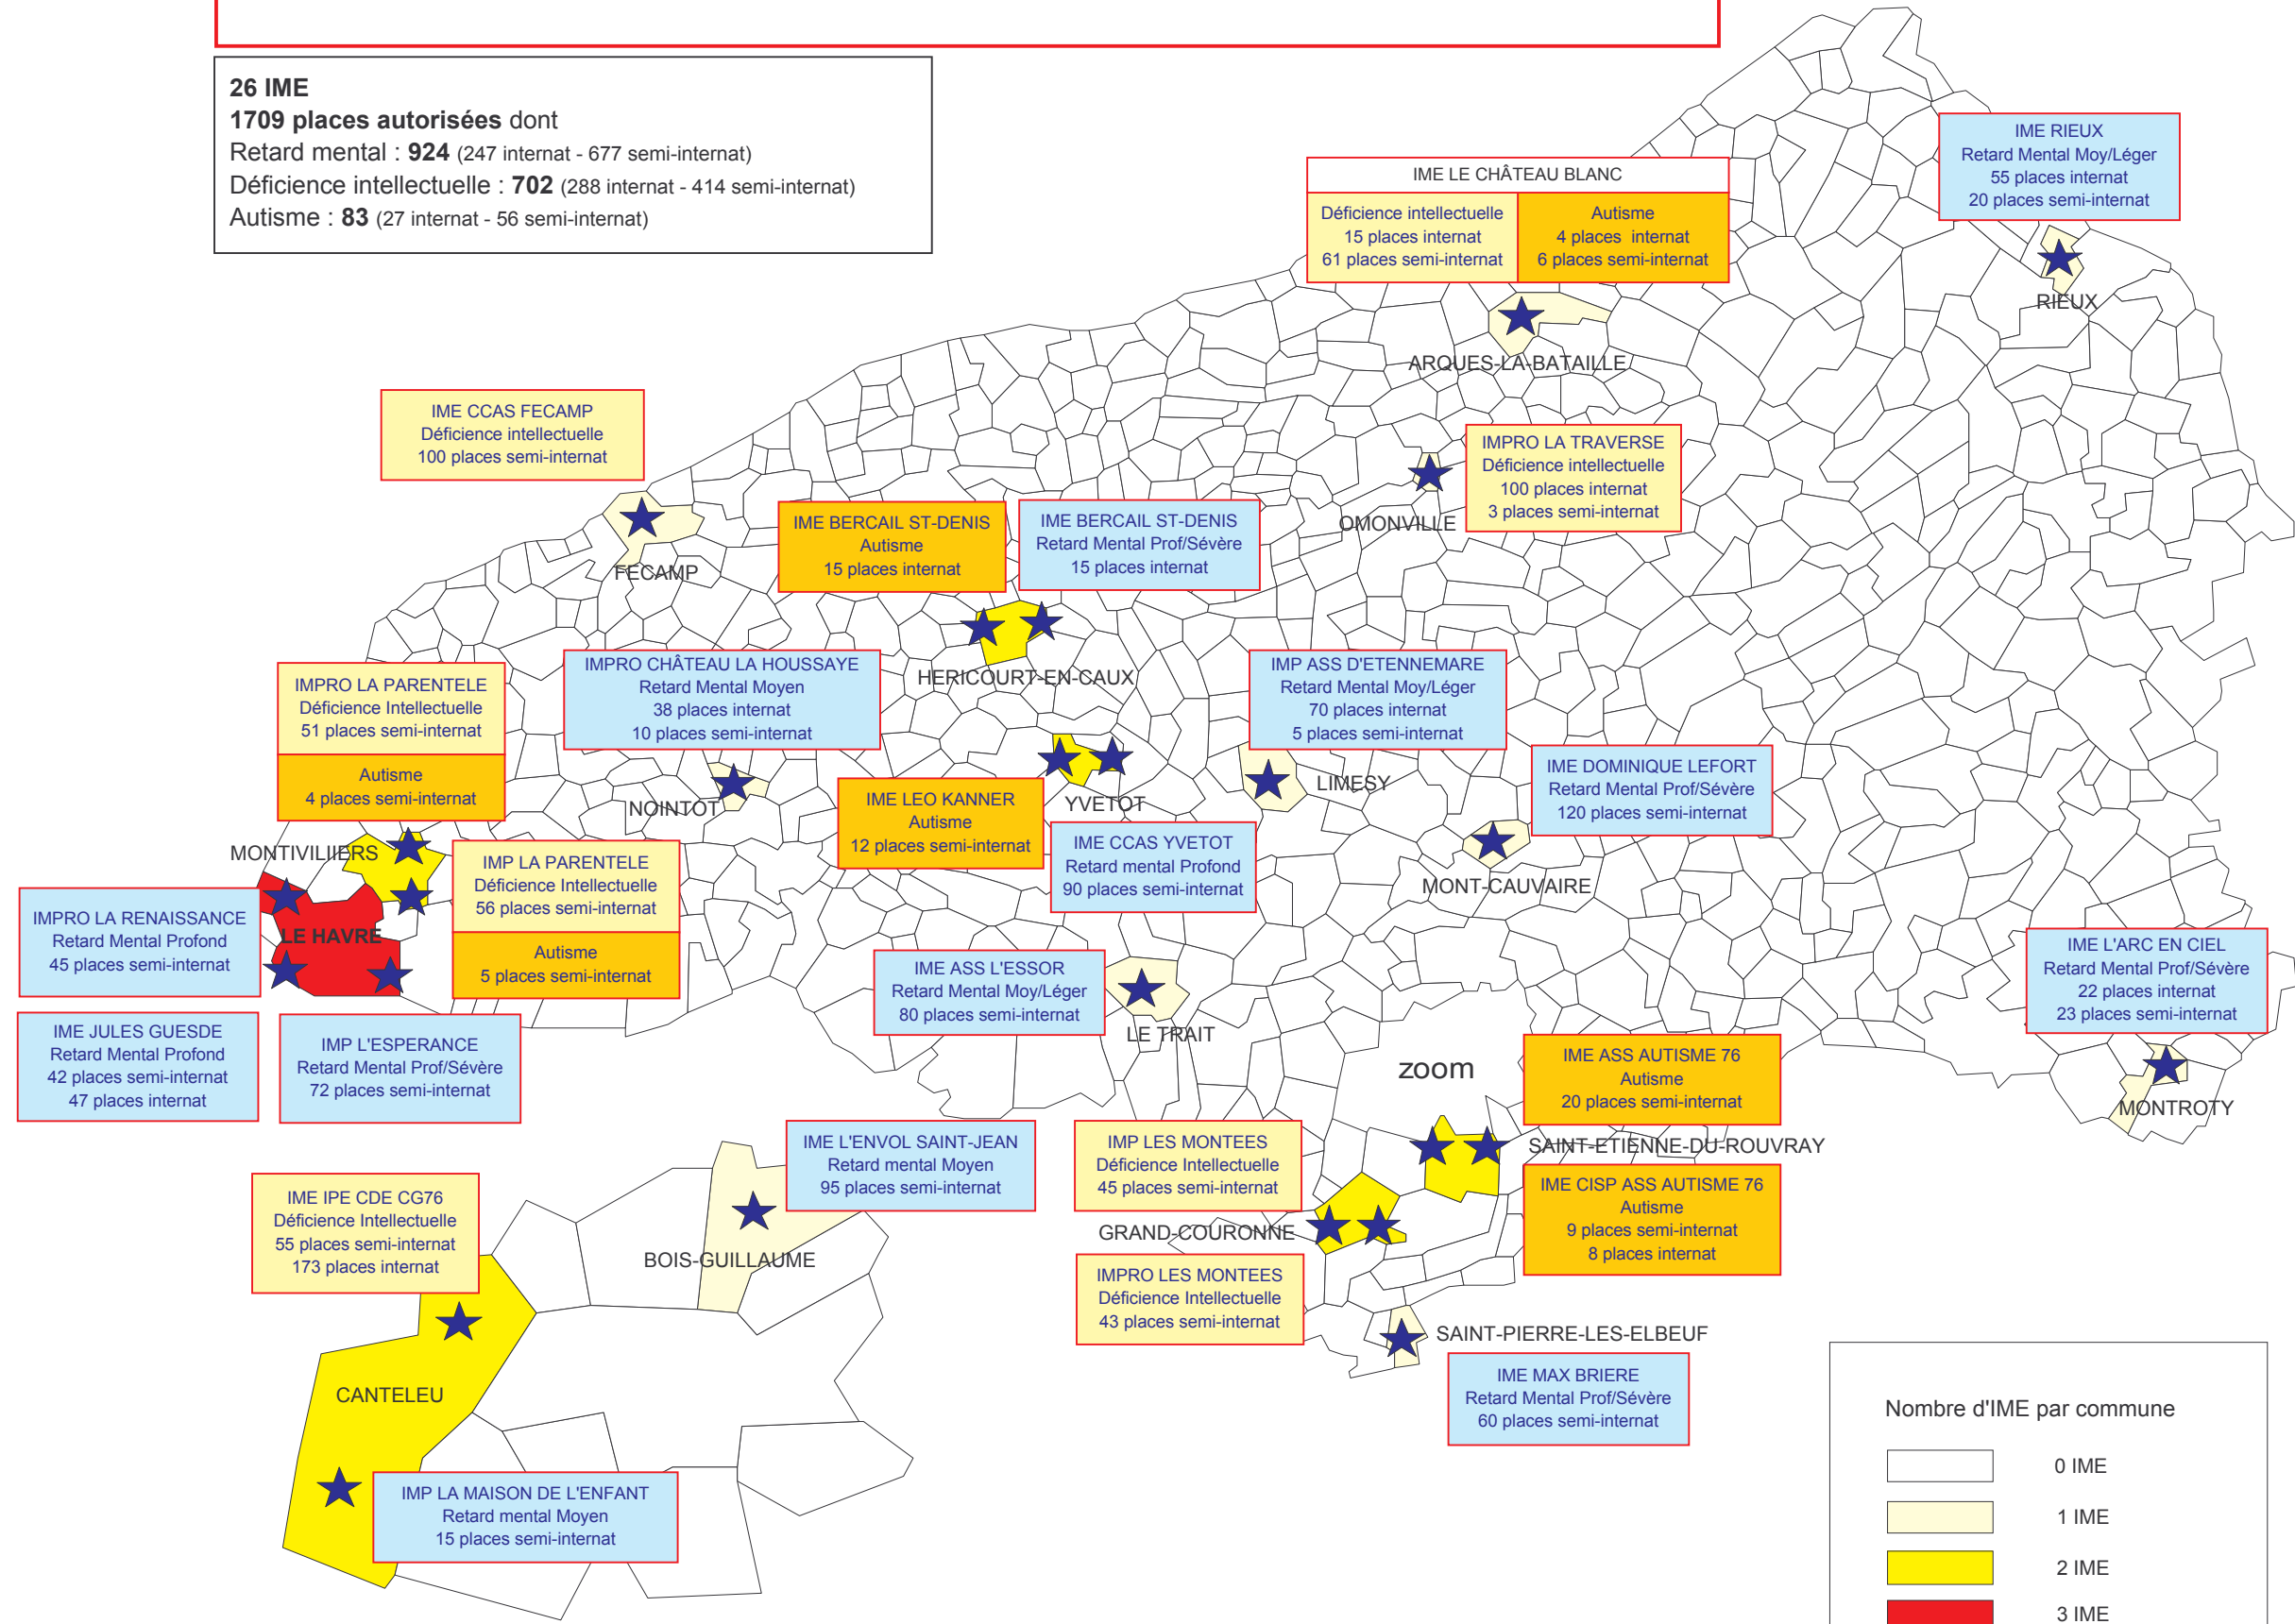 26 IME
1709 places autorisées dont
Retard mental : 924 (247 internat - 677 semi-internat)
Déficience intellectuelle : 702 (288 internat - 414 semi-internat)
Autisme : 83 (27 internat - 56 semi-internat)
IME RIEUX
Retard Mental Moy/Léger
55 places internat
20 places semi-internat
RIEUX
IME LE CHÂTEAU BLANC
Déficience intellectuelle
15 places internat
61 places semi-internat
Autisme
4 places internat
6 places semi-internat
ARQUES-LA-BATAILLE
IME CCAS FECAMP
Déficience intellectuelle
100 places semi-internat
FECAMP
IMPRO LA TRAVERSE
Déficience intellectuelle
100 places internat
3 places semi-internat
OMONVILLE
IME BERCAIL ST-DENIS
Autisme
15 places internat
IME BERCAIL ST-DENIS
Retard Mental Prof/Sévère
15 places internat
HERICOURT-EN-CAUX
IMPRO LA PARENTELE
Déficience Intellectuelle
51 places semi-internat
Autisme
4 places semi-internat
IMPRO CHÂTEAU LA HOUSSAYE
Retard Mental Moyen
38 places internat
10 places semi-internat
NOINTOT
IMP ASS D'ETENNEMARE
Retard Mental Moy/Léger
70 places internat
5 places semi-internat
LIMESY
IME DOMINIQUE LEFORT
Retard Mental Prof/Sévère
120 places semi-internat
MONT-CAUVAIRE
IME LEO KANNER
Autisme
12 places semi-internat
YVETOT
IME CCAS YVETOT
Retard mental Profond
90 places semi-internat
MONTIVILIIERS
IMP LA PARENTELE
Déficience Intellectuelle
56 places semi-internat
Autisme
5 places semi-internat
IMPRO LA RENAISSANCE
Retard Mental Profond
45 places semi-internat
LE HAVRE
IME JULES GUESDE
Retard Mental Profond
42 places semi-internat
47 places internat
IMP L'ESPERANCE
Retard Mental Prof/Sévère
72 places semi-internat
IME ASS L'ESSOR
Retard Mental Moy/Léger
80 places semi-internat
LE TRAIT
IME L'ARC EN CIEL
Retard Mental Prof/Sévère
22 places internat
23 places semi-internat
MONTROTY
zoom
IME ASS AUTISME 76
Autisme
20 places semi-internat
SAINT-ETIENNE-DU-ROUVRAY
IME CISP ASS AUTISME 76
Autisme
9 places semi-internat
8 places internat
IMP LES MONTEES
Déficience Intellectuelle
45 places semi-internat
GRAND-COURONNE
IMPRO LES MONTEES
Déficience Intellectuelle
43 places semi-internat
SAINT-PIERRE-LES-ELBEUF
IME MAX BRIERE
Retard Mental Prof/Sévère
60 places semi-internat
IME L'ENVOL SAINT-JEAN
Retard mental Moyen
95 places semi-internat
BOIS-GUILLAUME
IME IPE CDE CG76
Déficience Intellectuelle
55 places semi-internat
173 places internat
CANTELEU
IMP LA MAISON DE L'ENFANT
Retard mental Moyen
15 places semi-internat
Nombre d'IME par commune
0 IME
1 IME
2 IME
3 IME